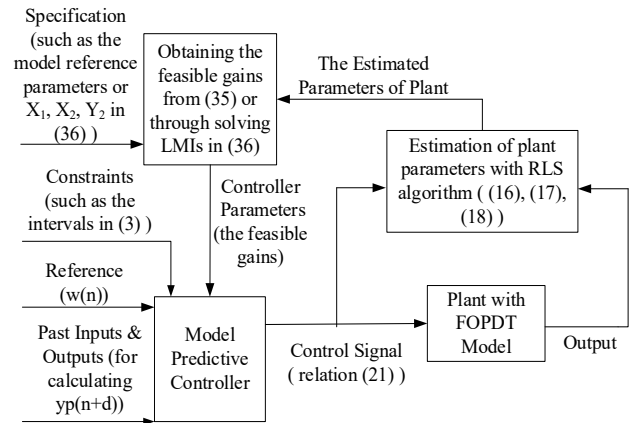 Specification
(such as the
model reference
parameters or
X₁, X₂, Y₂ in
(36) )
Obtaining the
feasible gains
from (35) or
through solving
LMIs in (36)
The Estimated
Parameters of Plant
Estimation of plant
parameters with RLS
algorithm ( (16), (17),
(18) )
Constraints
(such as the
intervals in (3) )
Controller
Parameters
(the feasible
gains)
Reference
(w(n))
Past Inputs &
Outputs (for
calculating
yp(n+d))
Model
Predictive
Controller
Control Signal
( relation (21) )
Plant with
FOPDT
Model
Output